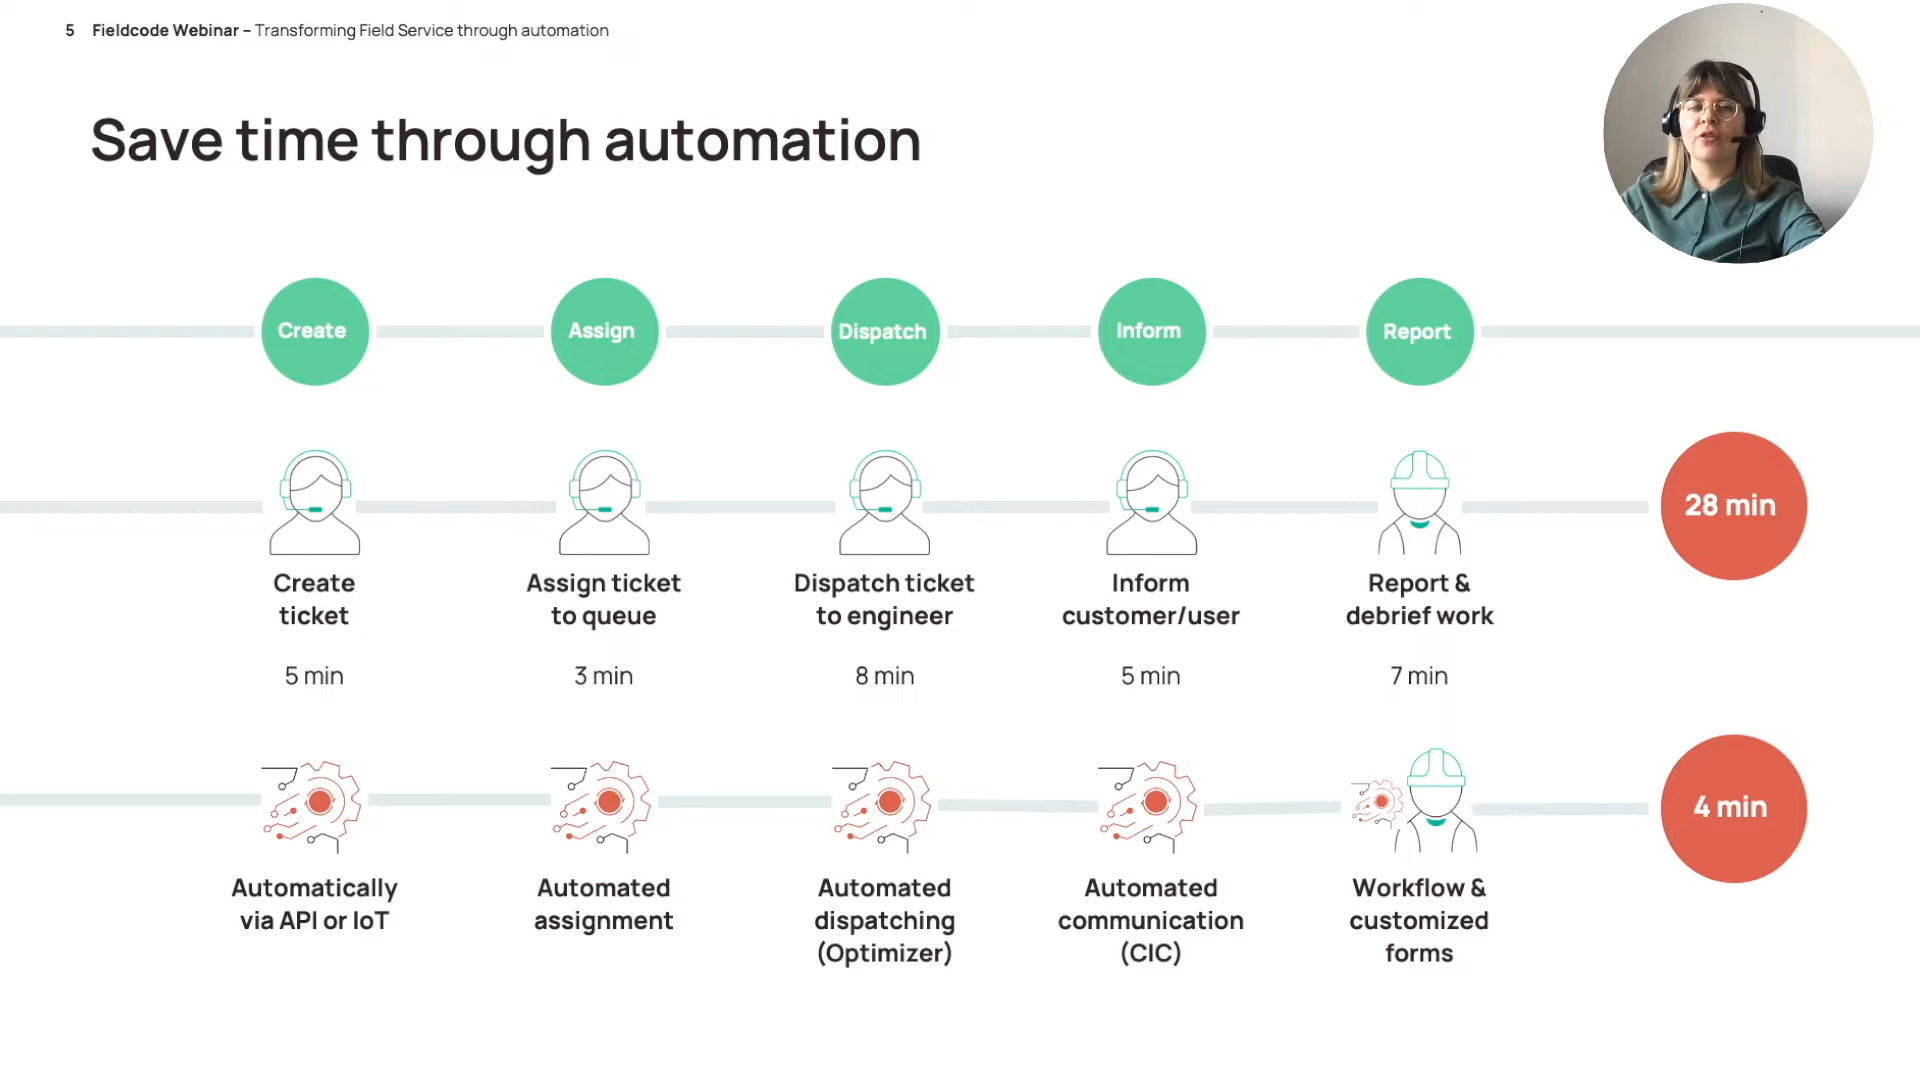 5 Fieldcode Webinar – Transforming Field Service through automation
Save time through automation
Create
Assign
Dispatch
Inform
Report
28 min
Create
ticket
Assign ticket
to queue
Dispatch ticket
to engineer
Inform
customer/user
Report &
debrief work
5 min
3 min
8 min
5 min
7 min
4 min
Automatically
via API or IoT
Automated
assignment
Automated
dispatching
(Optimizer)
Automated
communication
(CIC)
Workflow &
customized
forms